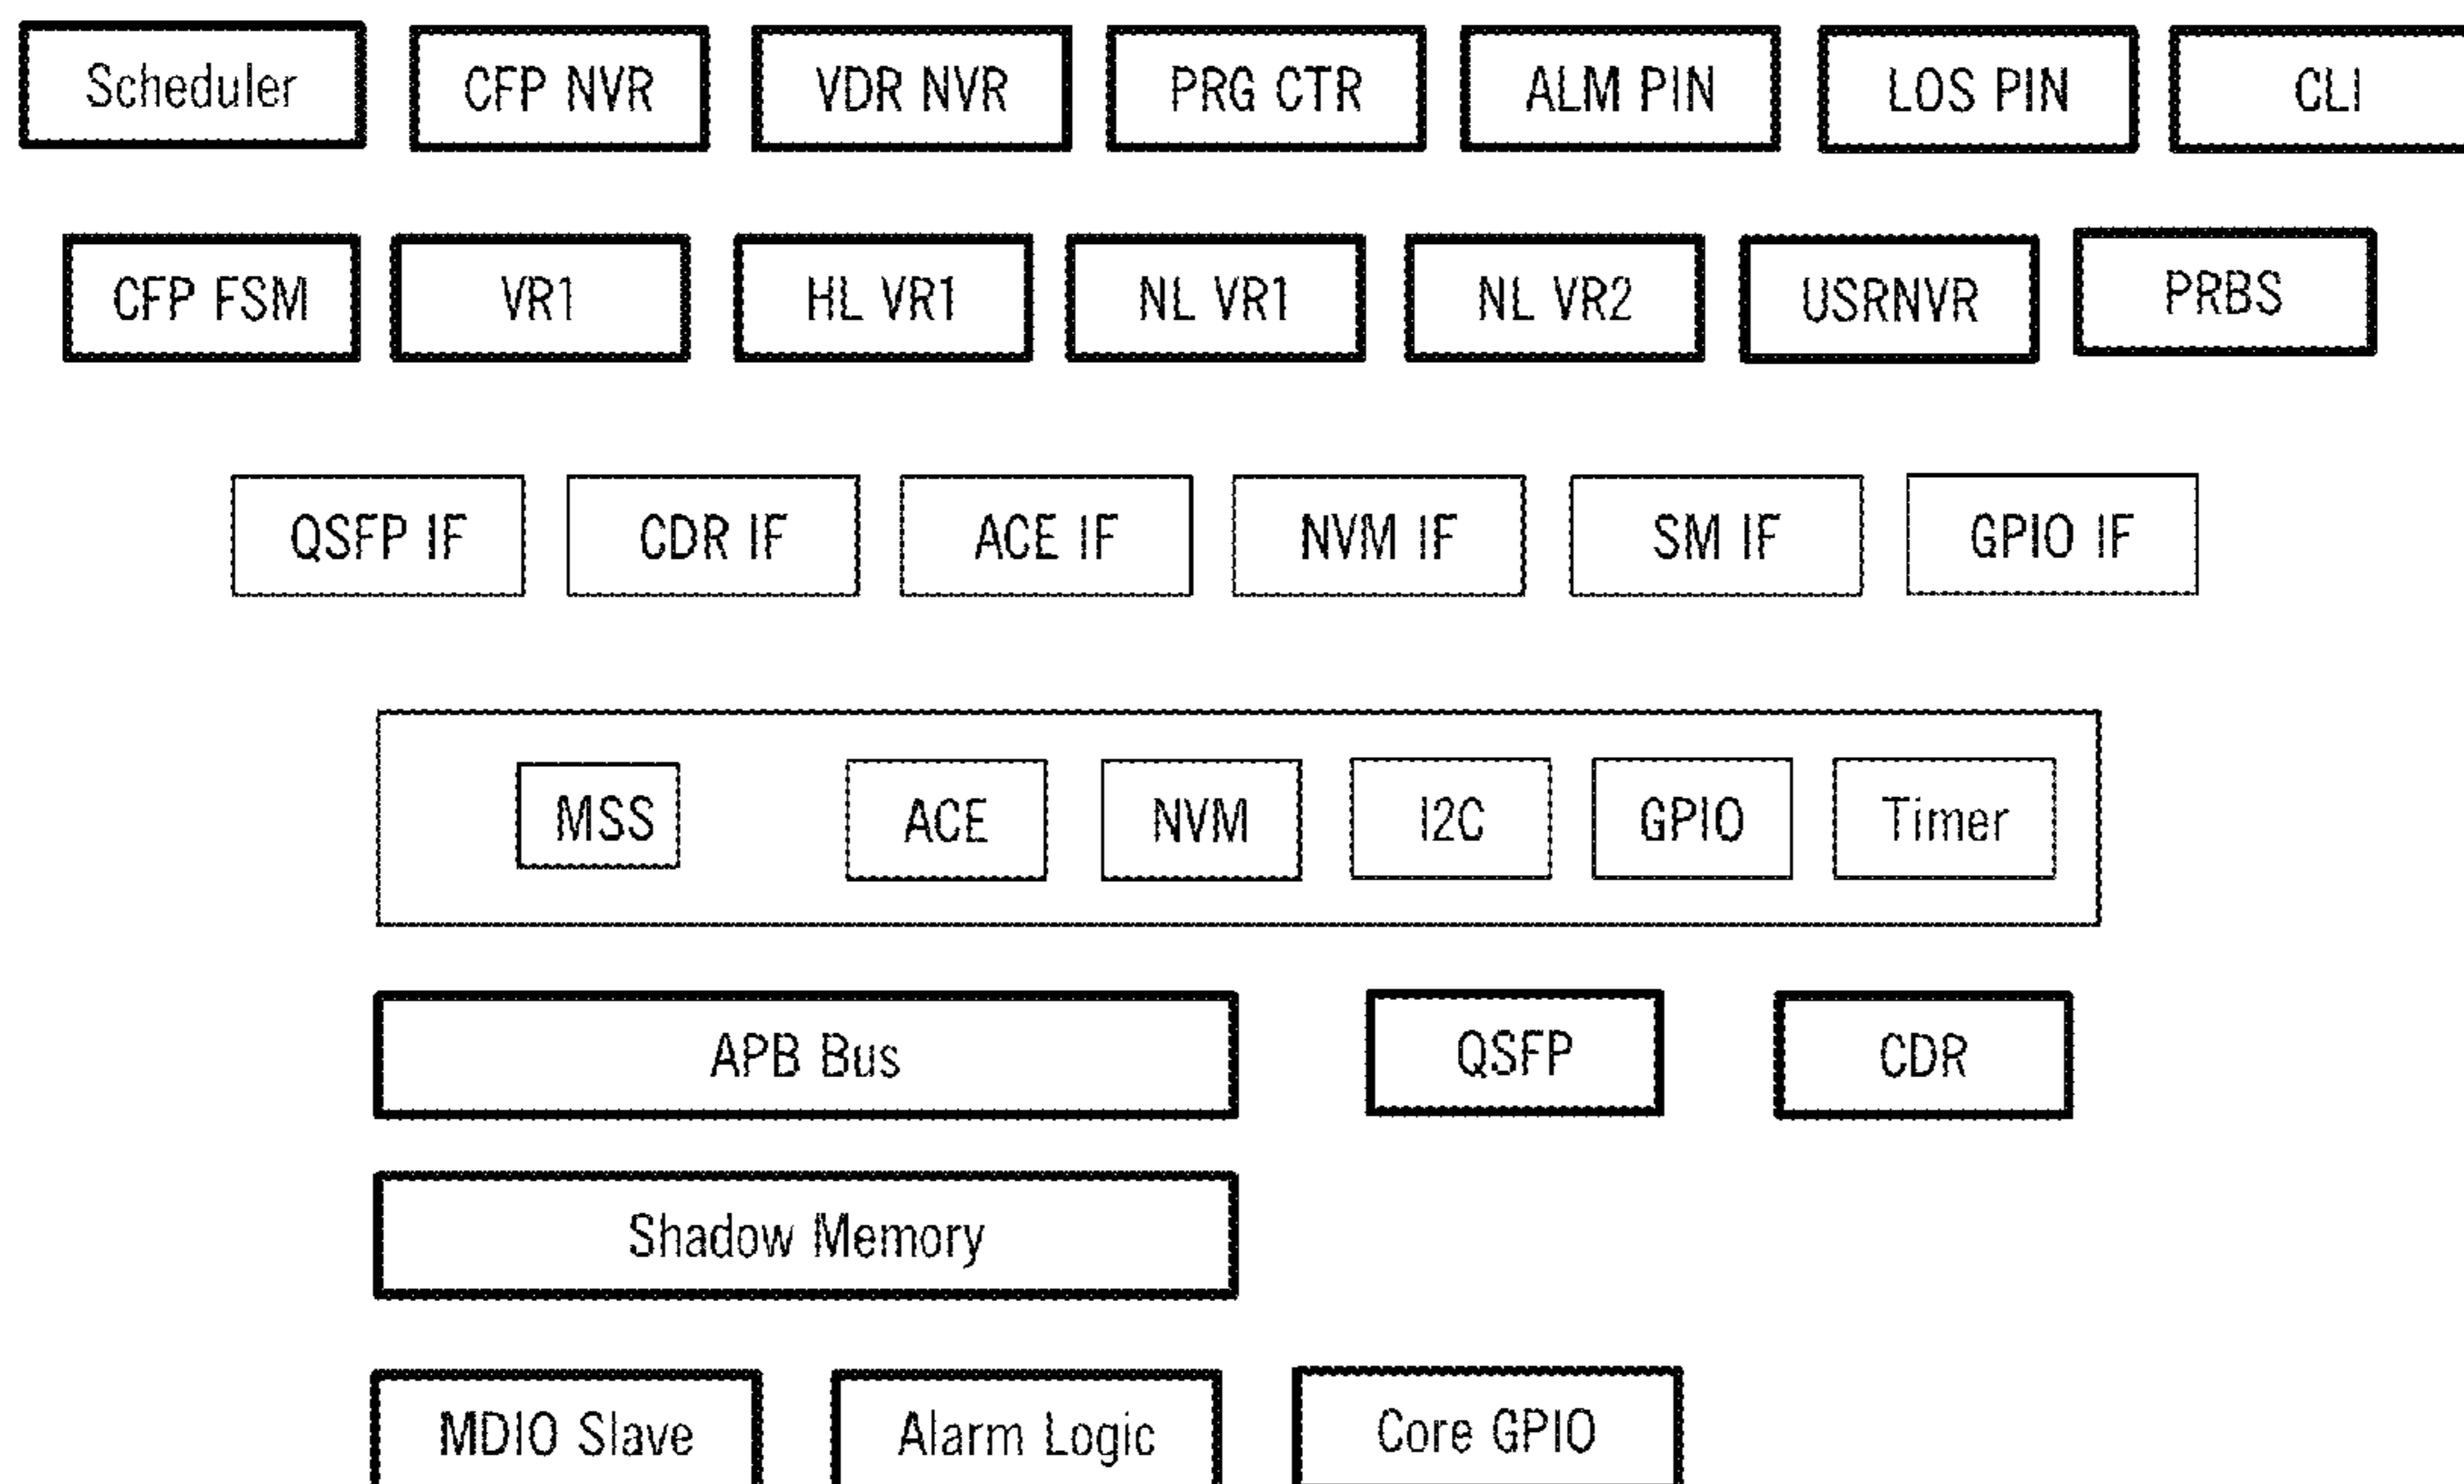 Scheduler CFP NVR VDR NVR PRG CTR ALM PIN LOS PIN CLI
CFP FSM VR1 HL VR1 NL VR1 NL VR2 USRNVR PRBS
QSFP IF CDR IF ACE IF NVM IF SM IF GPIO IF
MSS ACE NVM I2C GPIO Timer
APB Bus QSFP CDR
Shadow Memory
MDIO Slave Alarm Logic Core GPIO